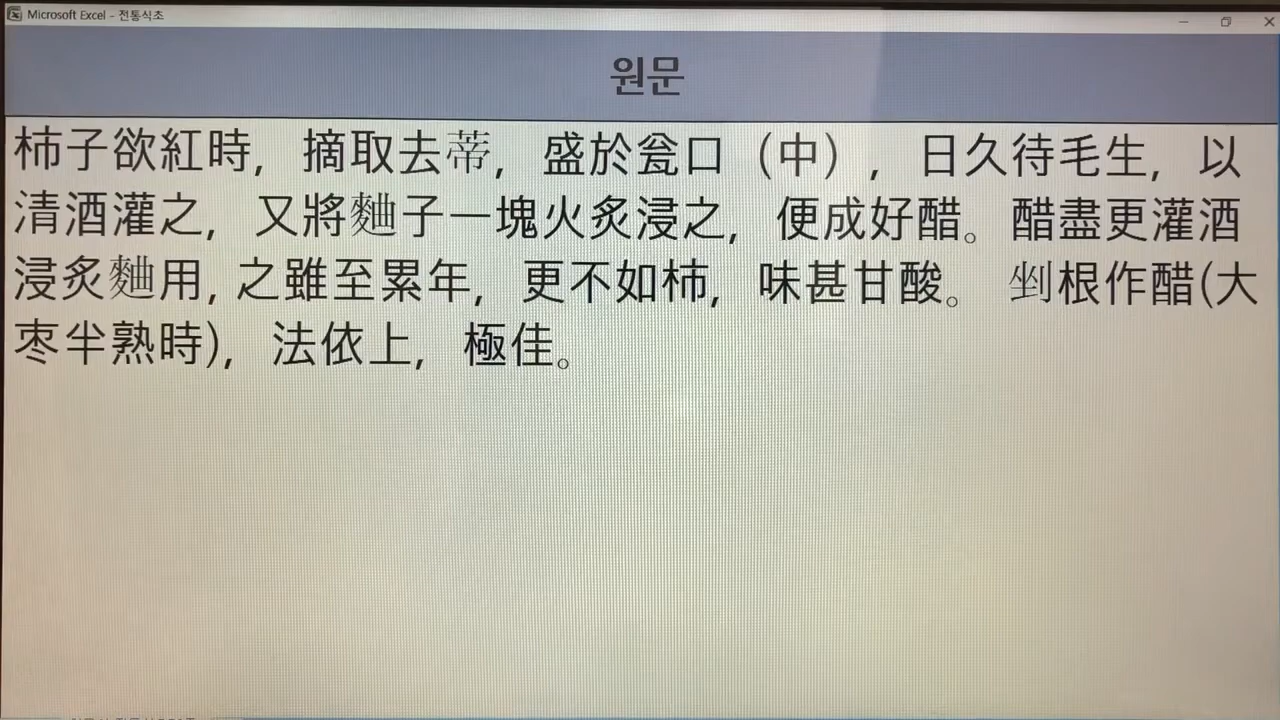 Microsoft Excel - 전통식초
원문
柿子欲紅時, 摘取去蒂, 盛於瓮口 (中) , 日久待毛生, 以
清酒灌之, 又將麯子一塊火炙浸之, 便成好醋。醋盡更灌酒
浸炙麯用, 之雖至累年, 更不如柿, 味甚甘酸。 剉根作醋(大
枣半熟時), 法依上, 極佳。